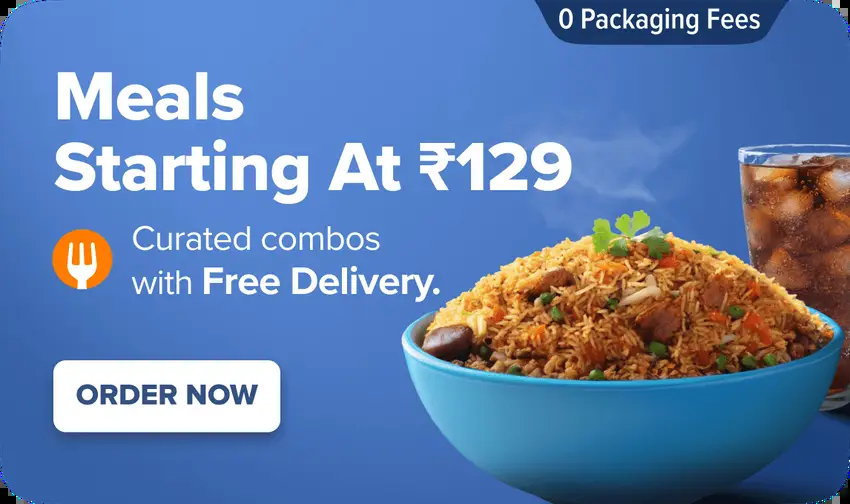 0 Packaging Fees
Meals
Starting At ₹129
Curated combos
with Free Delivery.
ORDER NOW